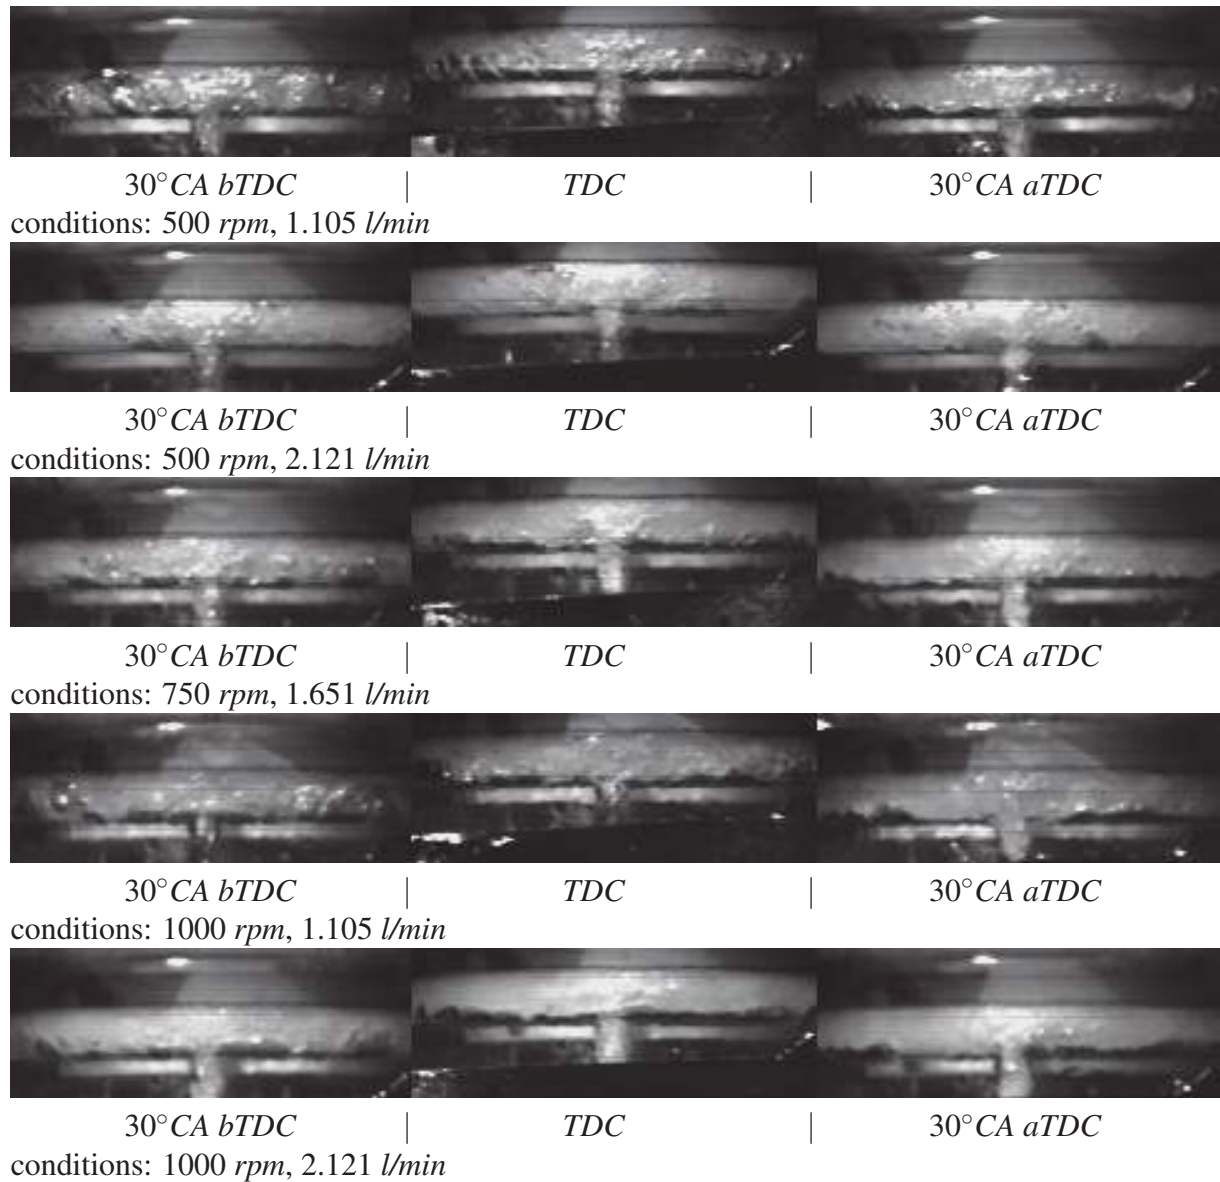 30°CA bTDC | TDC | 30°CA aTDC
conditions: 500 rpm, 1.105 l/min
30°CA bTDC | TDC | 30°CA aTDC
conditions: 500 rpm, 2.121 l/min
30°CA bTDC | TDC | 30°CA aTDC
conditions: 750 rpm, 1.651 l/min
30°CA bTDC | TDC | 30°CA aTDC
conditions: 1000 rpm, 1.105 l/min
30°CA bTDC | TDC | 30°CA aTDC
conditions: 1000 rpm, 2.121 l/min